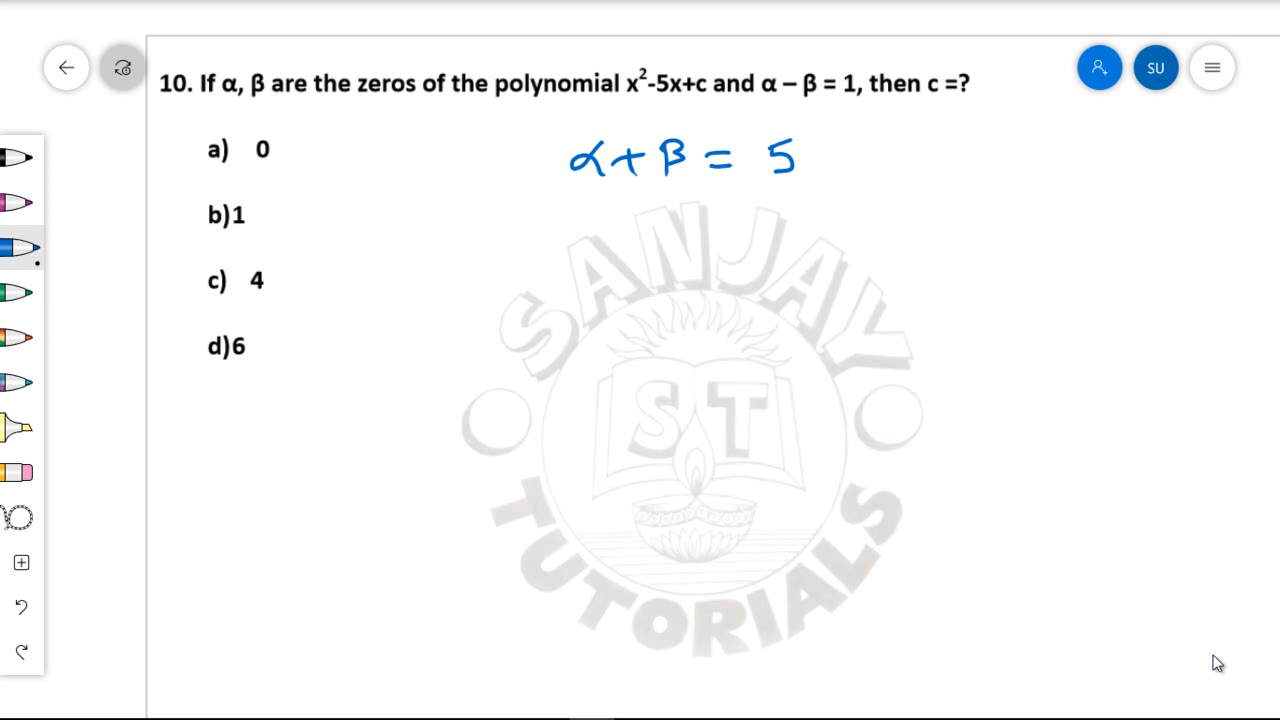 10. If α, β are the zeros of the polynomial x²-5x+c and α – β = 1, then c =?
SU
a) 0
α+β = 5
b)1
c) 4
d)6
SANJAY
ST
TUTORIALS